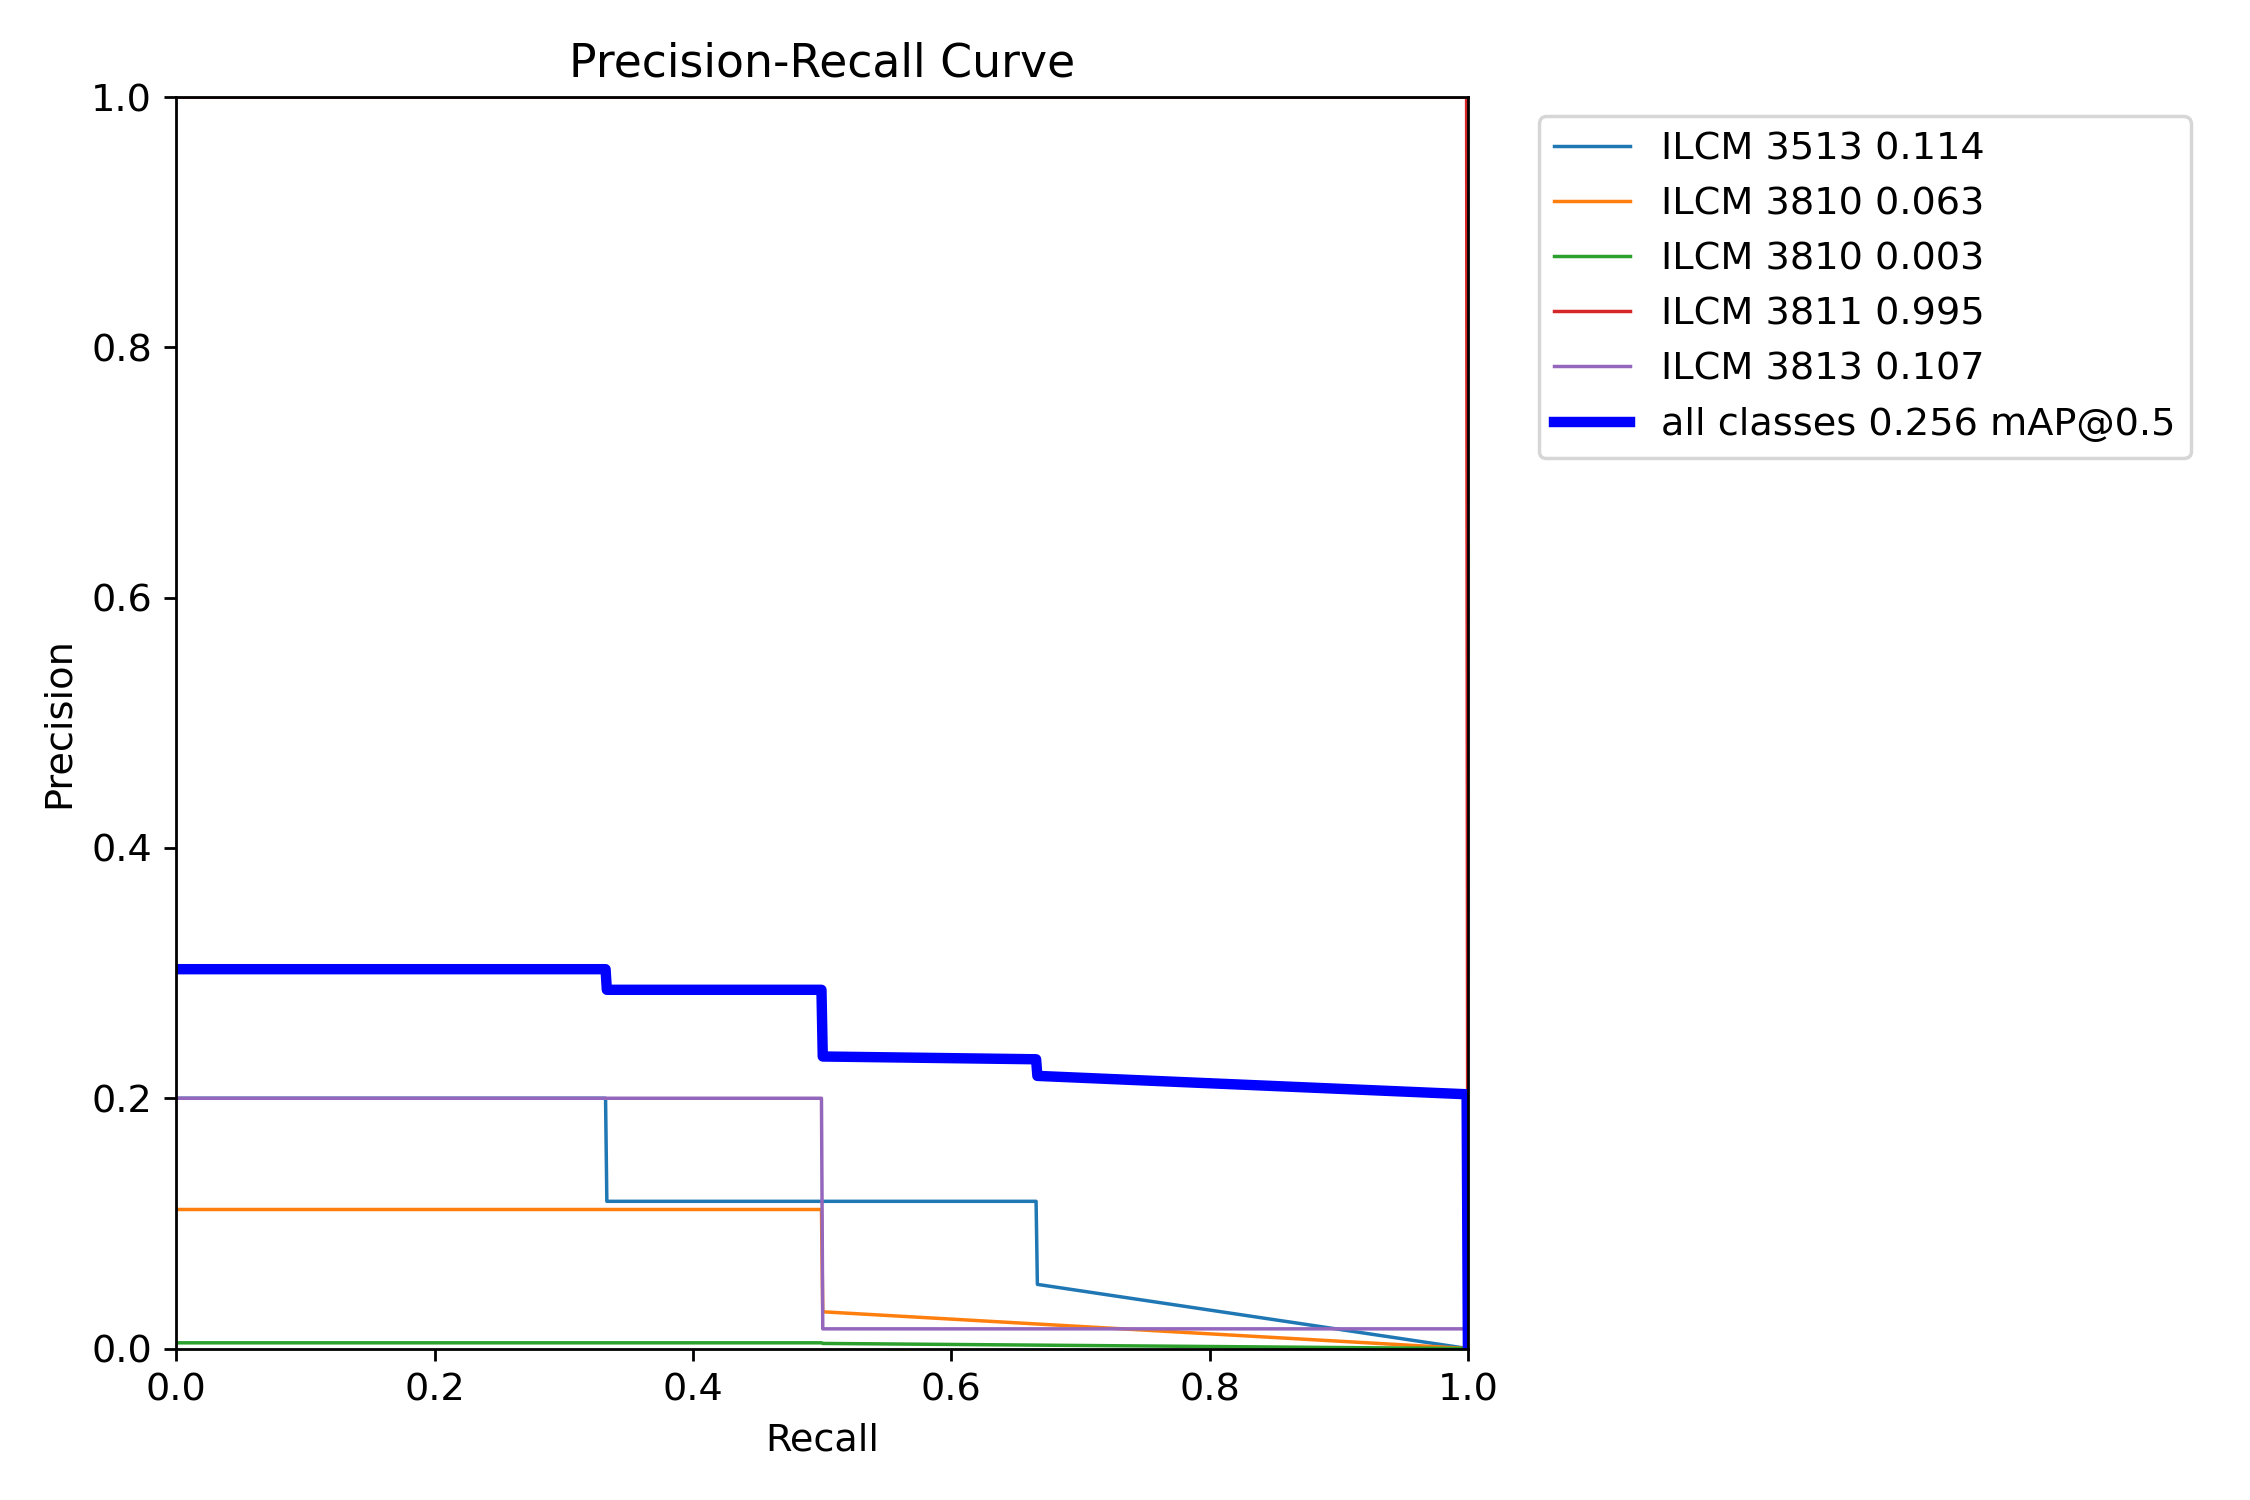 Precision-Recall Curve
1.0
0.8
0.6
0.4
0.2
0.0
Precision
0.0 0.2 0.4 0.6 0.8 1.0
Recall
ILCM 3513 0.114
ILCM 3810 0.063
ILCM 3810 0.003
ILCM 3811 0.995
ILCM 3813 0.107
all classes 0.256 mAP@0.5